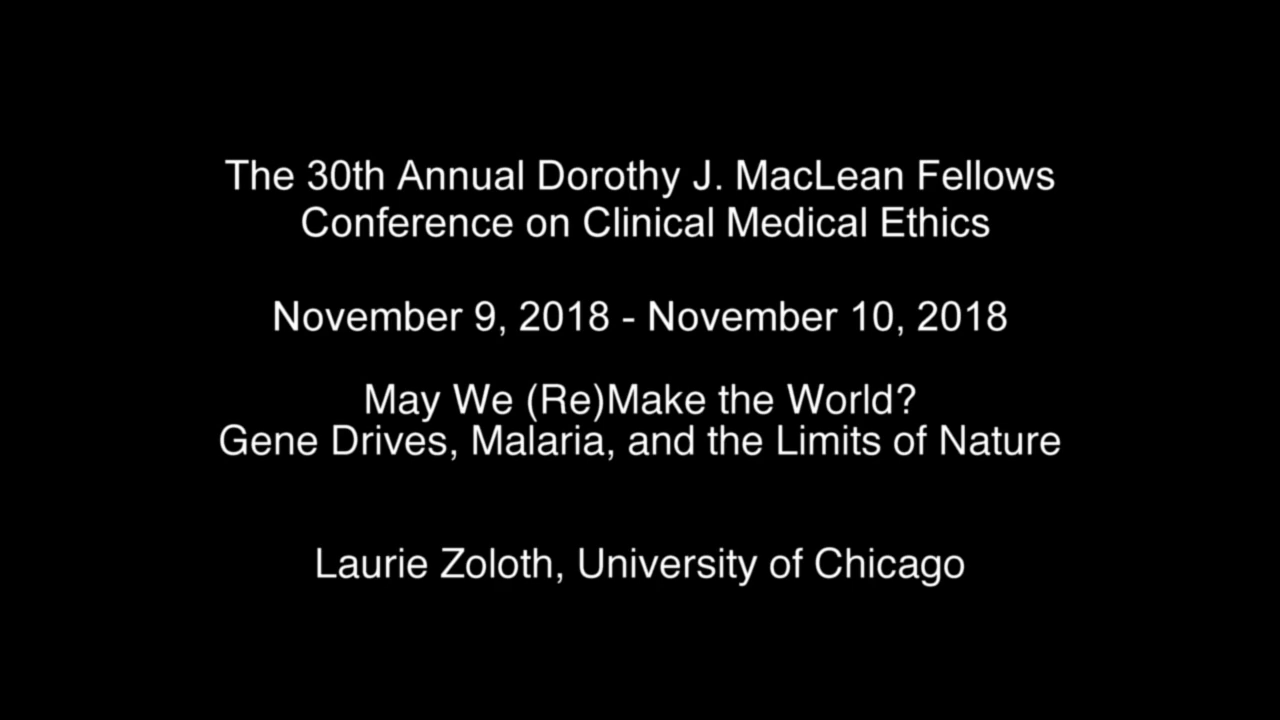 The 30th Annual Dorothy J. MacLean Fellows
Conference on Clinical Medical Ethics
November 9, 2018 - November 10, 2018
May We (Re)Make the World?
Gene Drives, Malaria, and the Limits of Nature
Laurie Zoloth, University of Chicago